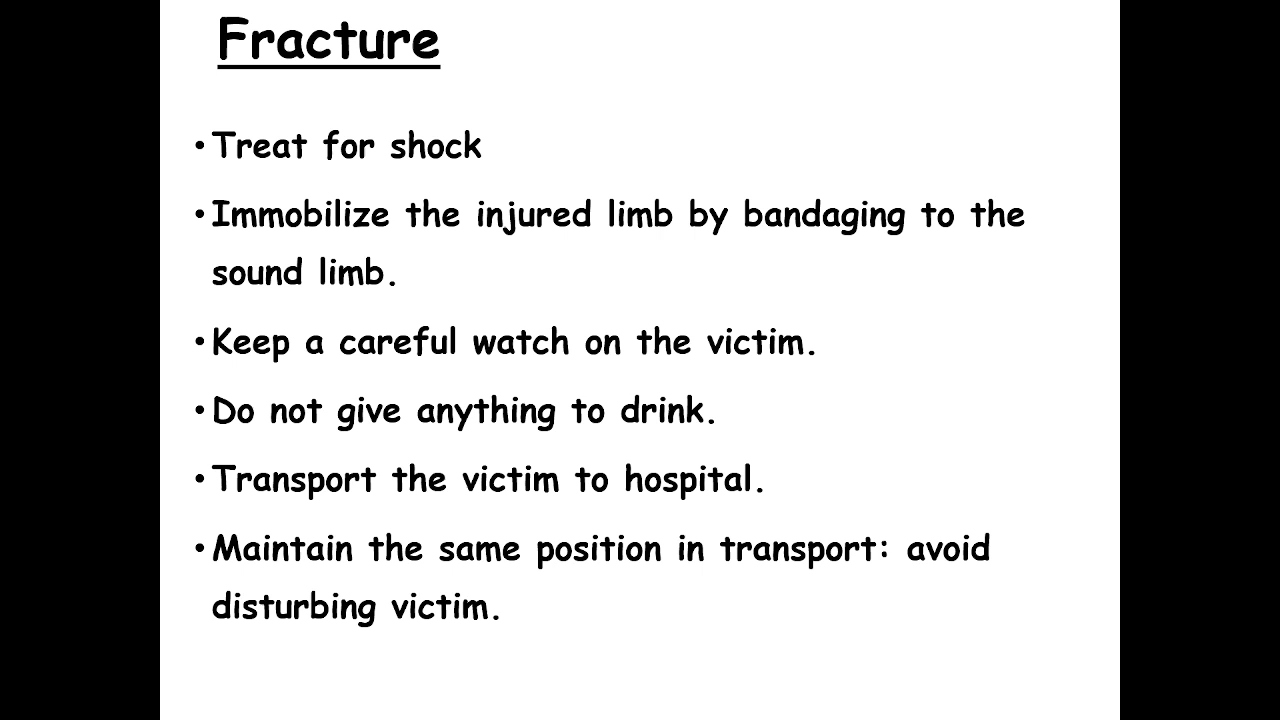 Fracture
• Treat for shock
• Immobilize the injured limb by bandaging to the
sound limb.
• Keep a careful watch on the victim.
• Do not give anything to drink.
• Transport the victim to hospital.
• Maintain the same position in transport: avoid
disturbing victim.